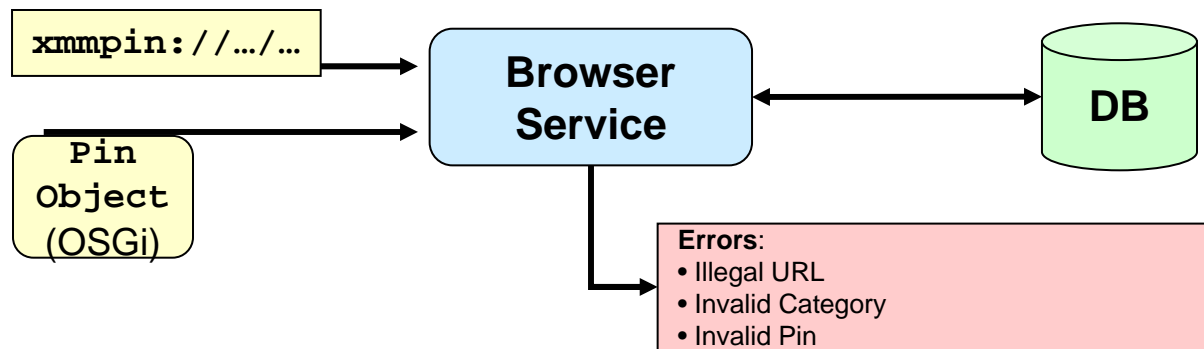 xmmpin://…/…
Browser
Service
DB
Pin
Object
(OSGi)
Errors:
• Illegal URL
• Invalid Category
• Invalid Pin